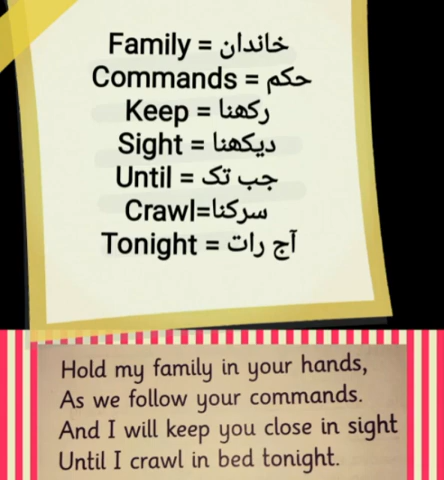 Family = خاندان
Commands = حکم
Keep = رکھنا
Sight = دیکھنا
Until = جب تک
Crawl=سرکنا
Tonight = آج رات
Hold my family in your hands,
As we follow your commands.
And I will keep you close in sight
Until I crawl in bed tonight.